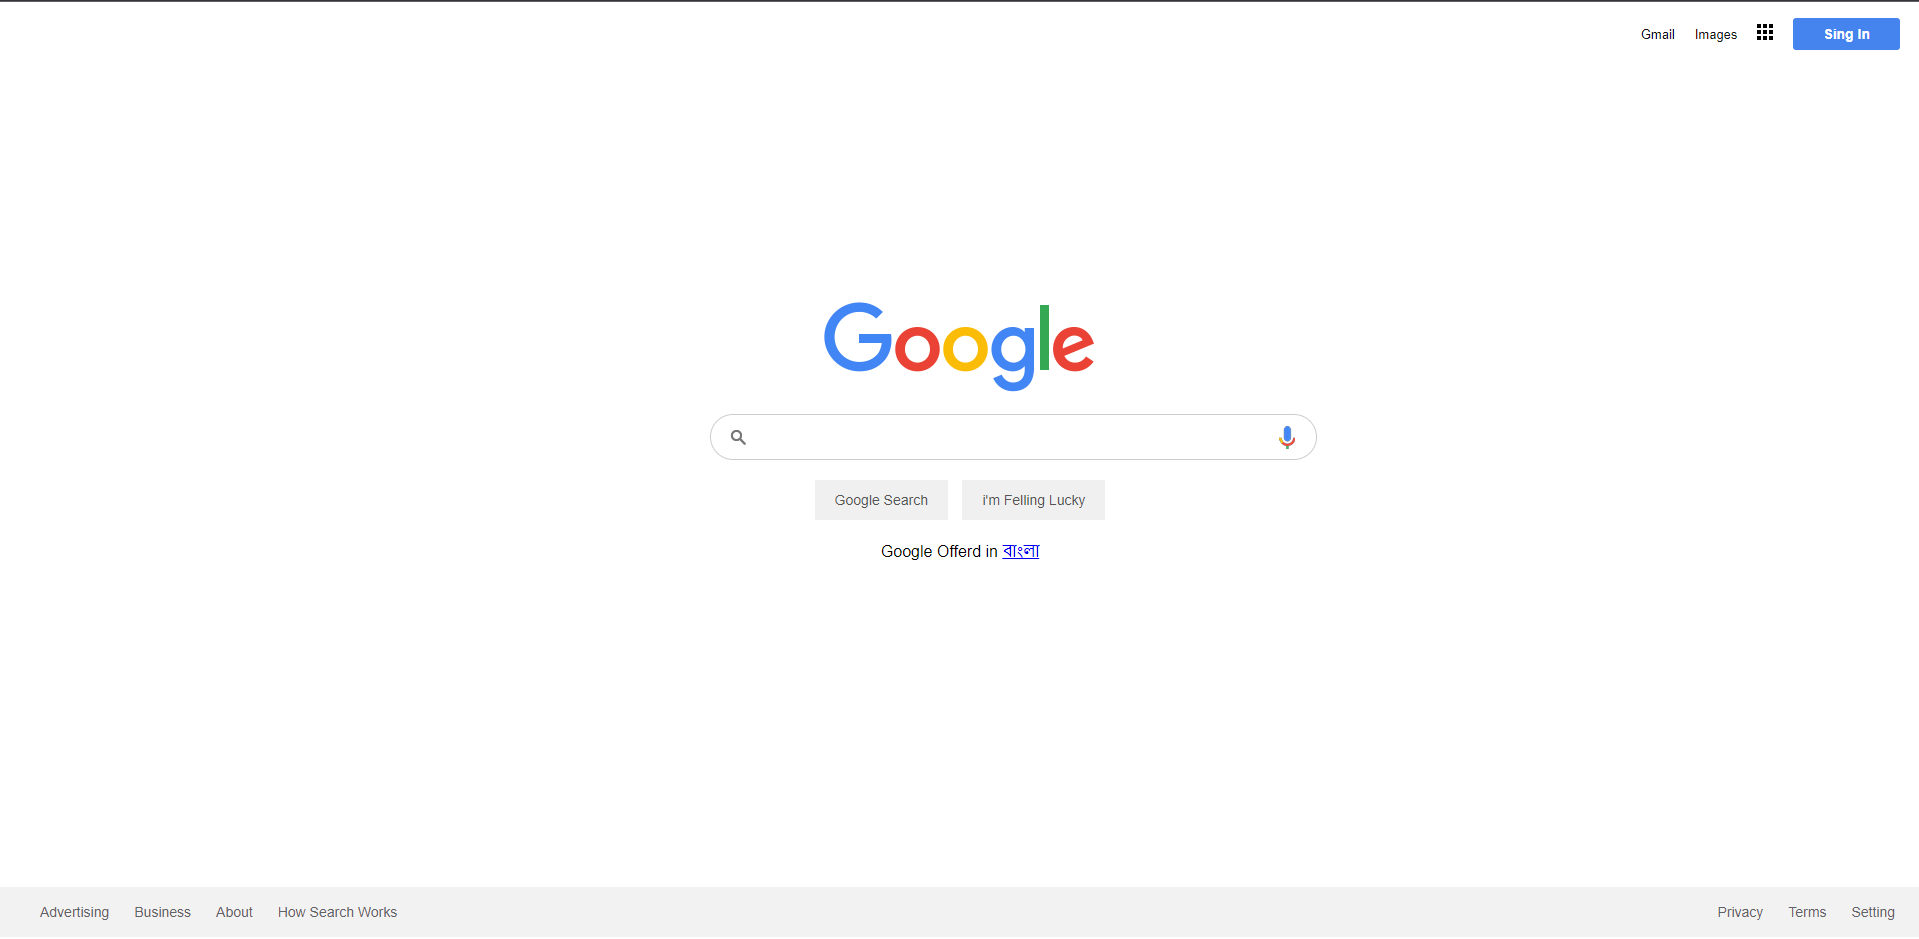 Gmail Images Sing In
Google
Google Search i'm Felling Lucky
Google Offerd in বাংলা
Advertising Business About How Search Works Privacy Terms Setting